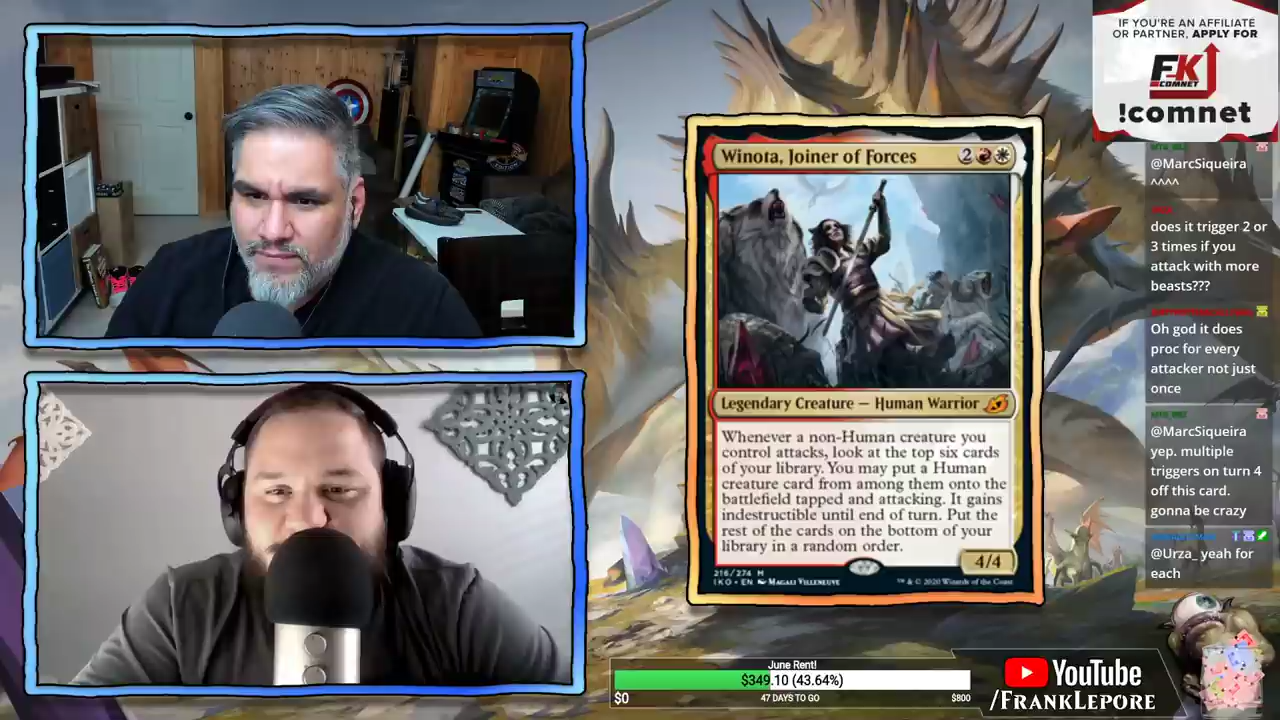 IF YOU'RE AN AFFILIATE
OR PARTNER, APPLY FOR
FK
COMNET
!comnet
Winota, Joiner of Forces
2
Legendary Creature — Human Warrior
Whenever a non-Human creature you
control attacks, look at the top six cards
of your library. You may put a Human
creature card from among them onto the
battlefield tapped and attacking. It gains
indestructible until end of turn. Put the
rest of the cards on the bottom of your
library in a random order.
4/4
216/274 M
IKO • EN Magali Villeneuve
™ & © 2020 Wizards of the Coast
@MarcSiqueira
^^^^
does it trigger 2 or
3 times if you
attack with more
beasts???
Oh god it does
proc for every
attacker not just
once
@MarcSiqueira
yep. multiple
triggers on turn 4
off this card.
gonna be crazy
@Urza_ yeah for
each
June Rent!
$349.10 (43.64%)
$0
47 DAYS TO GO
$800
YouTube
/FrankLepore